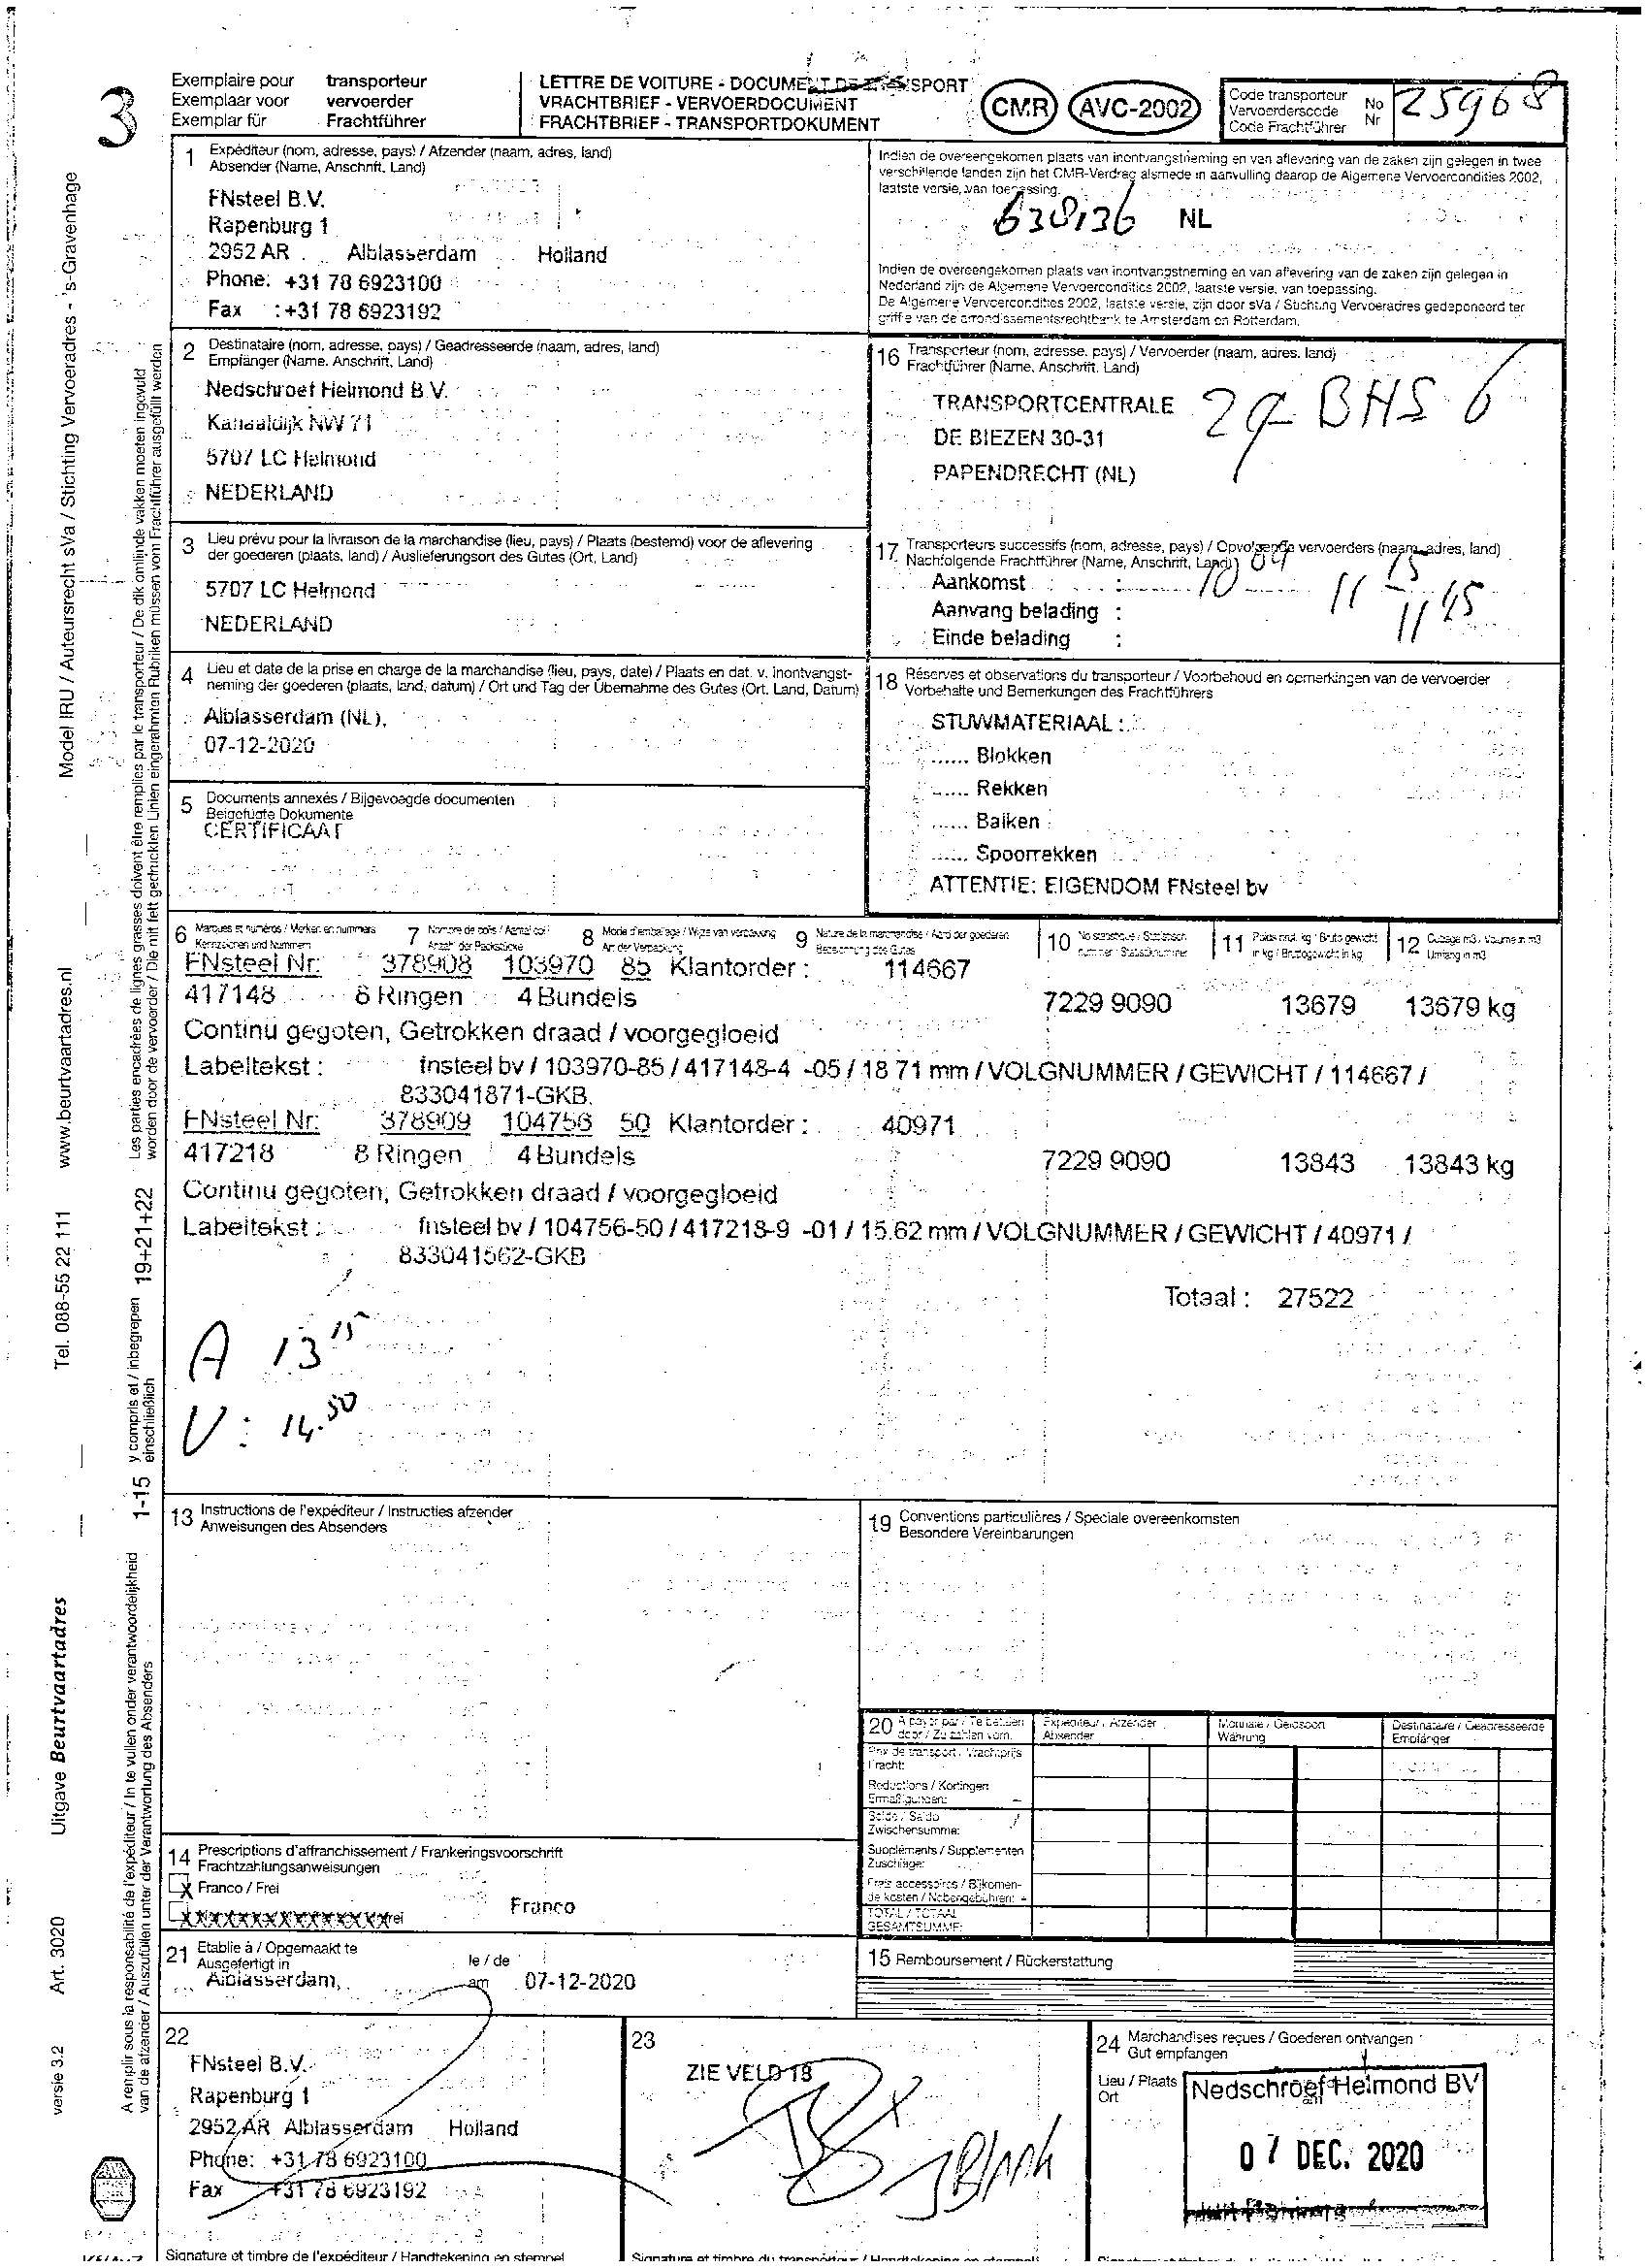 3
Exemplaire pour transporteur
Exemplaar voor vervoerder
Exemplar für Frachtführer
LETTRE DE VOITURE - DOCUMENT DE TRANSPORT
VRACHTBRIEF - VERVOERDOCUMENT
FRACHTBRIEF - TRANSPORTDOKUMENT
CMR AVC-2002
Code transporteur
Vervoerderscode
Code Frachtführer
No
Nr
25968
1 Expéditeur (nom, adresse, pays) / Afzender (naam, adres, land)
Absender (Name, Anschrift, Land)
FNsteel B.V.
Rapenburg 1
2952 AR Alblasserdam Holland
Phone: +31 78 6923100
Fax : +31 78 6923192
Indien de overeengekomen plaats van inontvangstneming en van aflevering van de zaken zijn gelegen in twee
verschillende landen zijn het CMR-Verdrag alsmede in aanvulling daarop de Algemene Vervoercondities 2002,
laatste versie, van toepassing.
638136 NL
Indien de overeengekomen plaats van inontvangstneming en van aflevering van de zaken zijn gelegen in
Nederland zijn de Algemene Vervoercondities 2002, laatste versie, van toepassing.
De Algemene Vervoercondities 2002, laatste versie, zijn door sVa / Stichting Vervoeradres gedeponeerd ter
griffie van de arrondissementsrechtbank te Amsterdam en Rotterdam.
2 Destinataire (nom, adresse, pays) / Geadresseerde (naam, adres, land)
Empfänger (Name, Anschrift, Land)
Nedschroef Helmond B.V.
Kanaaldijk NW 71
5707 LC Helmond
NEDERLAND
16 Transporteur (nom, adresse, pays) / Vervoerder (naam, adres, land)
Frachtführer (Name, Anschrift, Land)
TRANSPORTCENTRALE
DE BIEZEN 30-31
PAPENDRECHT (NL)
29-BHS 6
3 Lieu prévu pour la livraison de la marchandise (lieu, pays) / Plaats (bestemd) voor de aflevering
der goederen (plaats, land) / Auslieferungsort des Gutes (Ort, Land)
5707 LC Helmond
NEDERLAND
17 Transporteurs successifs (nom, adresse, pays) / Opvolgende vervoerders (naam, adres, land)
Nachfolgende Frachtführer (Name, Anschrift, Land)
Aankomst : 10 04
Aanvang belading : 11 15
Einde belading : 11 45
4 Lieu et date de la prise en charge de la marchandise (lieu, pays, date) / Plaats en dat. v. inontvangst-
neming der goederen (plaats, land, datum) / Ort und Tag der Übernahme des Gutes (Ort, Land, Datum)
Alblasserdam (NL),
07-12-2020
18 Réserves et observations du transporteur / Voorbehoud en opmerkingen van de vervoerder
Vorbehalte und Bemerkungen des Frachtführers
STUWMATERIAAL :
...... Blokken
...... Rekken
...... Balken
...... Spoorrekken
ATTENTIE: EIGENDOM FNsteel bv
5 Documents annexés / Bijgevoegde documenten
Beigefügte Dokumente
CERTIFICAAT
6 Marques et numéros / Merken en nummers
Kennzeichen und Nummern
7 Nombre de colis / Aantal colli
Anzahl der Packstücke
8 Mode d'emballage / Wijze van verpakking
Art der Verpackung
9 Nature de la marchandise / Aard der goederen
Bezeichnung des Gutes
10 No statistique / Statistisch
nummer / Statistiknummer
11 Poids brut, kg / Bruto gewicht
in kg / Bruttogewicht in kg
12 Cubage m3 / Volume in m3
Umfang in m3
FNsteel Nr: 378908 103970 85 Klantorder : 114667
417148 8 Ringen 4 Bundels 7229 9090 13679 13679 kg
Continu gegoten, Getrokken draad / voorgegloeid
Labeltekst : fnsteel bv / 103970-85 / 417148-4 -05 / 18 71 mm / VOLGNUMMER / GEWICHT / 114667 /
833041871-GKB.
FNsteel Nr: 378909 104756 50 Klantorder : 40971
417218 8 Ringen 4 Bundels 7229 9090 13843 13843 kg
Continu gegoten, Getrokken draad / voorgegloeid
Labeltekst : fnsteel bv / 104756-50 / 417218-9 -01 / 15.62 mm / VOLGNUMMER / GEWICHT / 40971 /
833041562-GKB
Totaal : 27522
A 13 15
V: 14.50
13 Instructions de l'expéditeur / Instructies afzender
Anweisungen des Absenders
19 Conventions particulières / Speciale overeenkomsten
Besondere Vereinbarungen
20 A payer par / Te betalen
door / Zu zahlen vom:
Expéditeur / Afzender
Absender
Monnaie / Geldsoort
Währung
Destinataire / Geadresseerde
Empfänger
Prix de transport / Vrachtprijs
Fracht:
Reductions / Kortingen
Ermäßigungen: -
Solde / Saldo
Zwischensumme:
Suppléments / Supplementen
Zuschläge:
Frais accessoires / Bijkomen-
de kosten / Nebengebühren: +
TOTAL / TOTAAL
GESAMTSUMME:
14 Prescriptions d'affranchissement / Frankeringsvoorschrift
Frachtzahlungsanweisungen
X Franco / Frei
Franco
21 Etablie à / Opgemaakt te
Ausgefertigt in
Alblasserdam,
le / de
am 07-12-2020
15 Remboursement / Rückerstattung
22
FNsteel B.V.
Rapenburg 1
2952 AR Alblasserdam Holland
Phone: +31 78 6923100
Fax +31 78 6923192
23
ZIE VELD 18
24 Marchandises reçues / Goederen ontvangen
Gut empfangen
Lieu / Plaats
Ort
Nedschroef Helmond BV
07 DEC. 2020
Signature et timbre de l'expéditeur / Handtekening en stempel
Signature et timbre du transporteur / Handtekening en stempel
Model IRU / Auteursrecht sVa / Stichting Vervoeradres - 's-Gravenhage
www.beurtvaartadres.nl
Tel. 088-55 22 111
Uitgave Beurtvaartadres
Art. 3020
versie 3.2
Les parties encadrées de lignes grasses doivent être remplies par le transporteur / De dik omlijnde vakken moeten ingevuld
worden door de vervoerder / Die mit fett gedruckten Linien eingerahmten Rubriken müssen vom Frachtführer ausgefüllt werden
19+21+22
y compris et / inbegrepen
einschließlich
1-15
A remplir sous la responsabilité de l'expéditeur / In te vullen onder verantwoordelijkheid
van de afzender / Auszufüllen unter der Verantwortung des Absenders